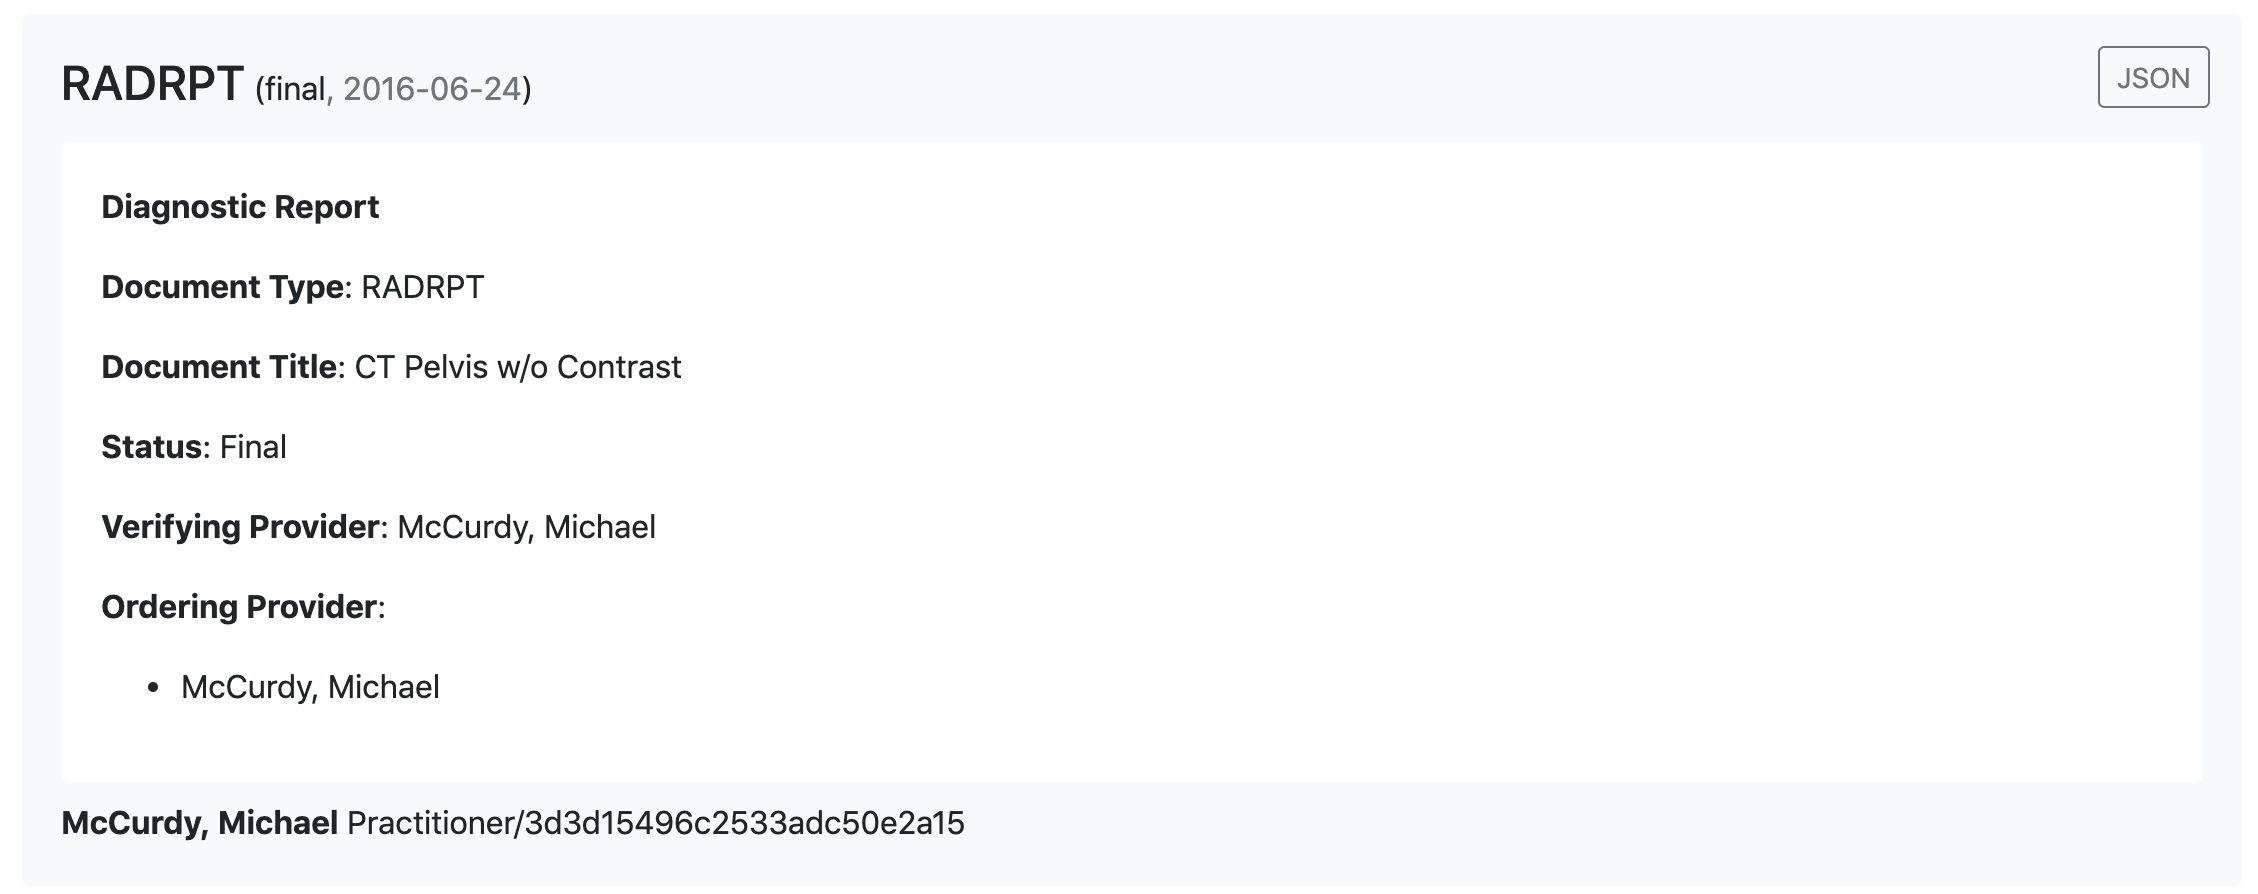 RADRPT (final, 2016-06-24)
JSON
Diagnostic Report
Document Type: RADRPT
Document Title: CT Pelvis w/o Contrast
Status: Final
Verifying Provider: McCurdy, Michael
Ordering Provider:
• McCurdy, Michael
McCurdy, Michael Practitioner/3d3d15496c2533adc50e2a15